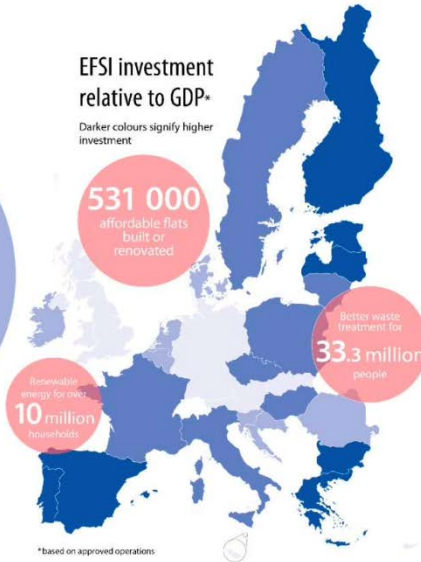 EFSI investment
relative to GDP*
Darker colours signify higher
investment
531 000
affordable flats
built or
renovated
Better waste
treatment for
33.3 million
people
Renewable
energy for over
10 million
households
*based on approved operations